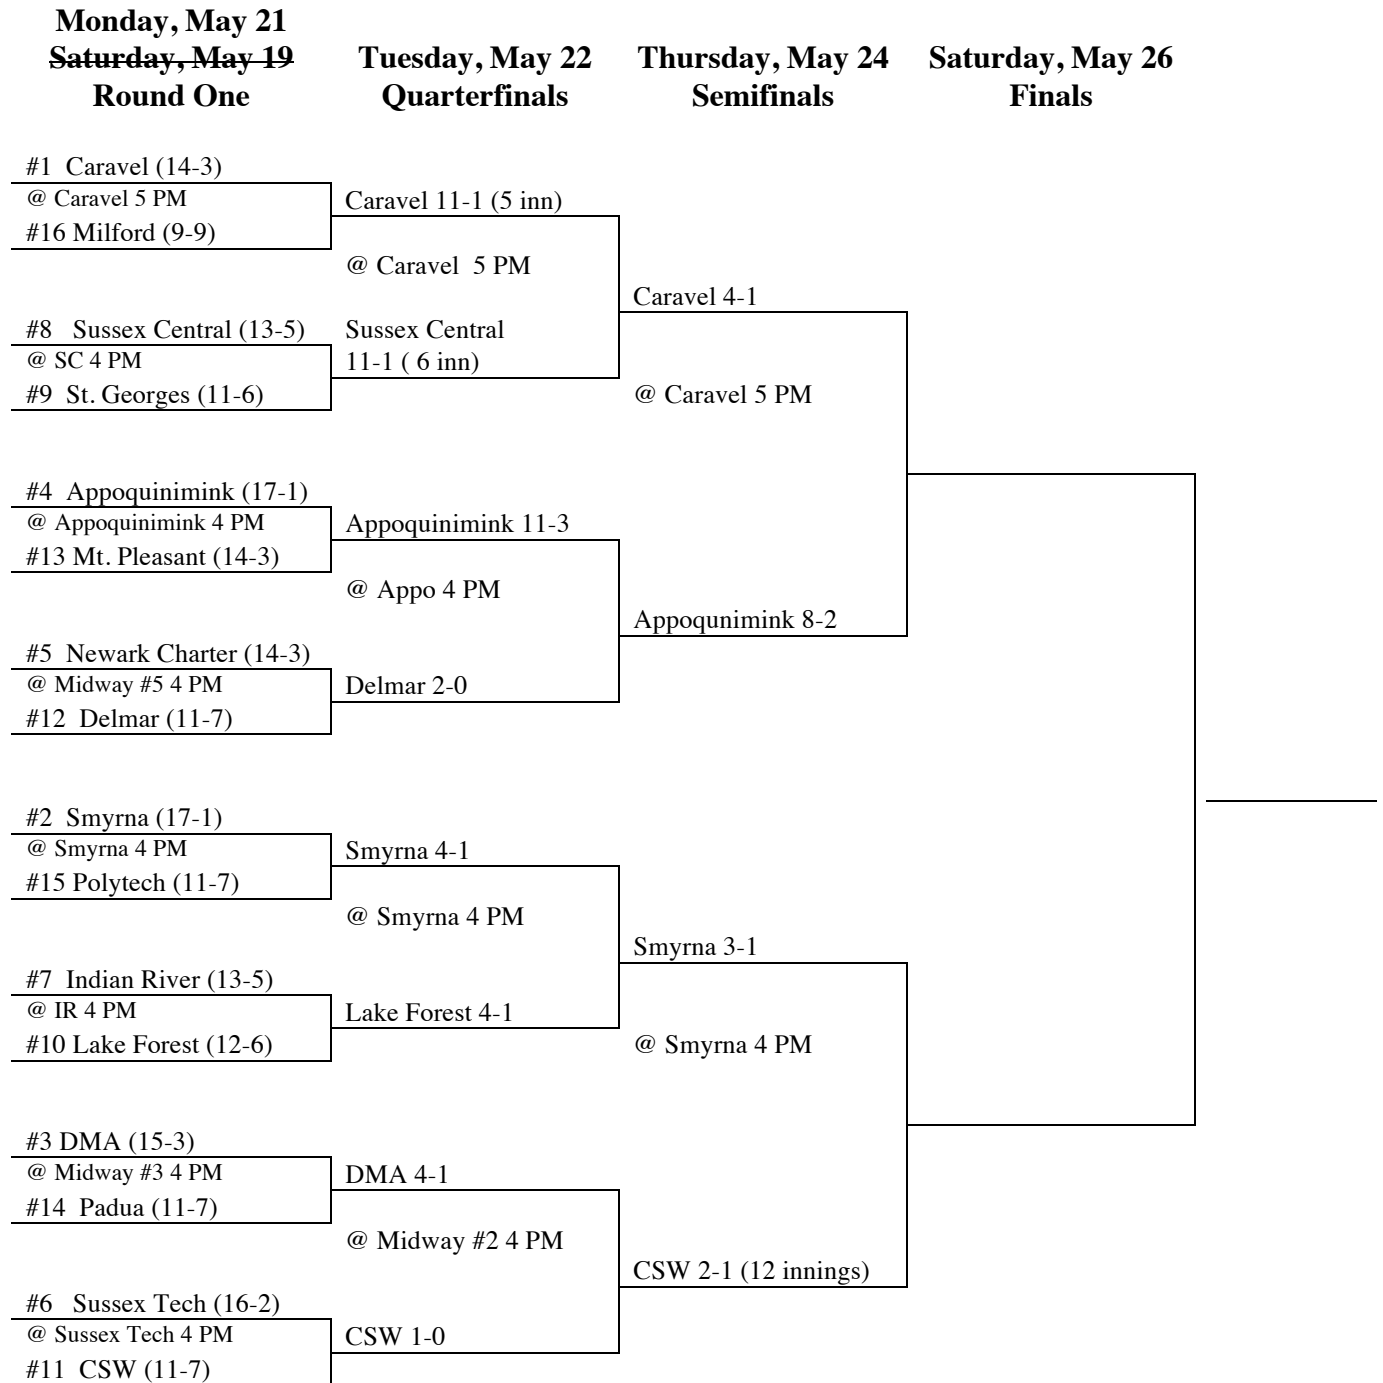 Monday, May 21
Saturday, May 19
Round One
Tuesday, May 22
Quarterfinals
Thursday, May 24
Semifinals
Saturday, May 26
Finals
#1 Caravel (14-3)
@ Caravel 5 PM
#16 Milford (9-9)
#8 Sussex Central (13-5)
@ SC 4 PM
#9 St. Georges (11-6)
#4 Appoquinimink (17-1)
@ Appoquinimink 4 PM
#13 Mt. Pleasant (14-3)
#5 Newark Charter (14-3)
@ Midway #5 4 PM
#12 Delmar (11-7)
#2 Smyrna (17-1)
@ Smyrna 4 PM
#15 Polytech (11-7)
#7 Indian River (13-5)
@ IR 4 PM
#10 Lake Forest (12-6)
#3 DMA (15-3)
@ Midway #3 4 PM
#14 Padua (11-7)
#6 Sussex Tech (16-2)
@ Sussex Tech 4 PM
#11 CSW (11-7)
Caravel 11-1 (5 inn)
@ Caravel 5 PM
Sussex Central
11-1 ( 6 inn)
Appoquinimink 11-3
@ Appo 4 PM
Delmar 2-0
Smyrna 4-1
@ Smyrna 4 PM
Lake Forest 4-1
DMA 4-1
@ Midway #2 4 PM
CSW 1-0
Caravel 4-1
@ Caravel 5 PM
Appoqunimink 8-2
Smyrna 3-1
@ Smyrna 4 PM
CSW 2-1 (12 innings)